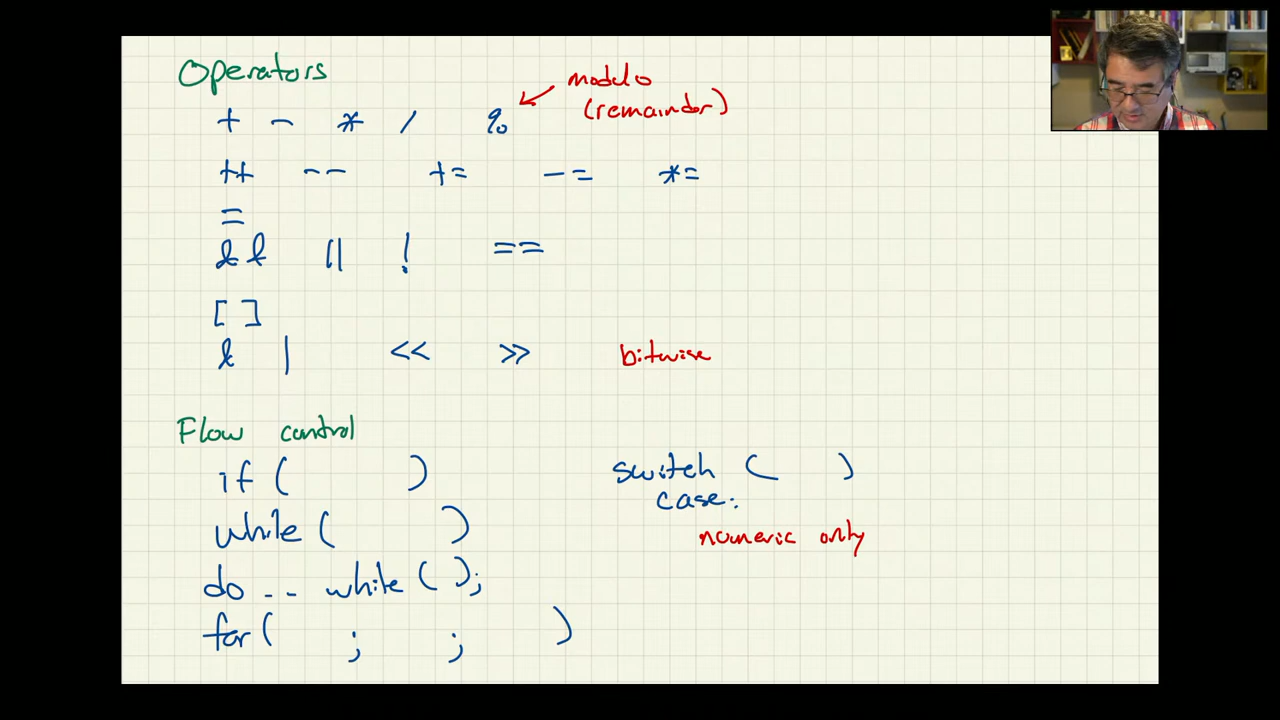 Operators
+ - * / % modulo
(remainder)
++ -- += -= *=
=
&& || ! ==
[ ]
& | << >> bitwise
Flow control
if ( )
while ( )
do -- while ( );
for ( ; ; )
switch ( )
case:
numeric only